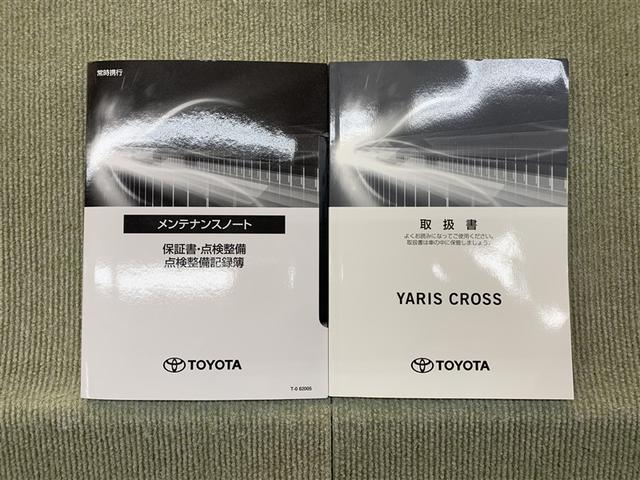 常時携行
メンテナンスノート
保証書・点検整備
点検整備記録簿
TOYOTA
T-0 62005
取扱書
よくお読みになってご使用ください。
取扱書は車の中に保管しましょう。
YARIS CROSS
TOYOTA